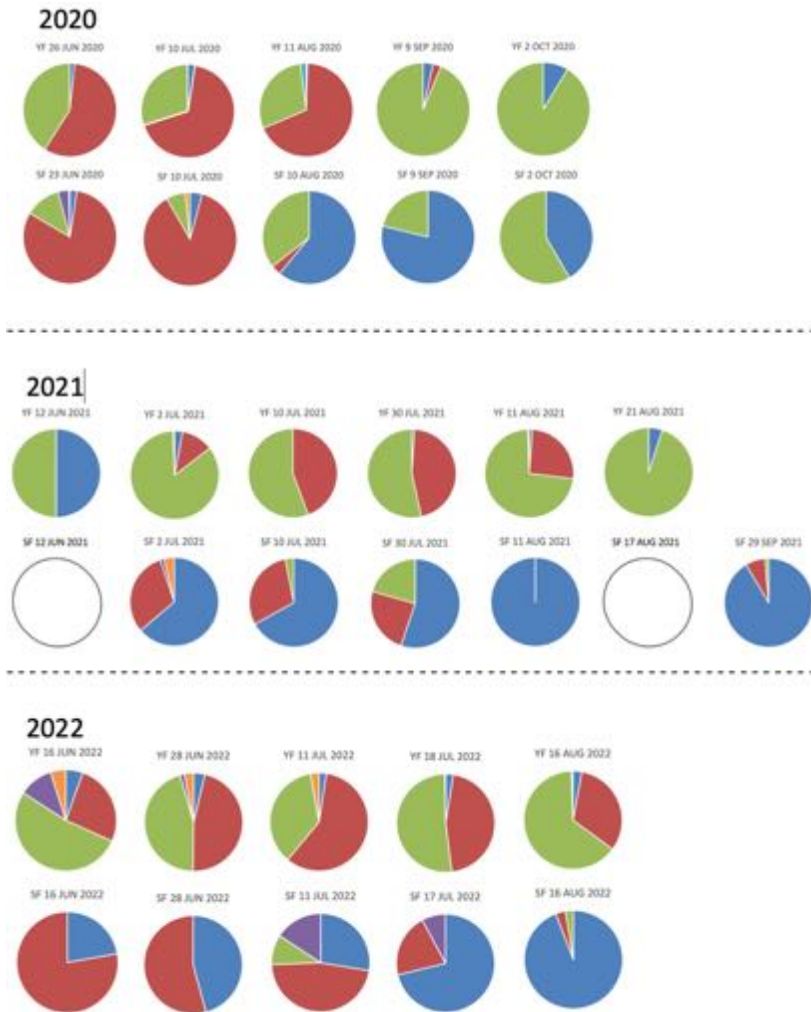 2020
YF 26 JUN 2020 YF 10 JUL 2020 YF 11 AUG 2020 YF 9 SEP 2020 YF 2 OCT 2020
SF 23 JUN 2020 SF 10 JUL 2020 SF 10 AUG 2020 SF 9 SEP 2020 SF 2 OCT 2020
2021
YF 12 JUN 2021 YF 2 JUL 2021 YF 10 JUL 2021 YF 30 JUL 2021 YF 11 AUG 2021 YF 21 AUG 2021
SF 12 JUN 2021 SF 2 JUL 2021 SF 10 JUL 2021 SF 30 JUL 2021 SF 11 AUG 2021 SF 17 AUG 2021 SF 29 SEP 2021
2022
YF 16 JUN 2022 YF 28 JUN 2022 YF 11 JUL 2022 YF 18 JUL 2022 YF 16 AUG 2022
SF 16 JUN 2022 SF 28 JUN 2022 SF 11 JUL 2022 SF 17 JUL 2022 SF 16 AUG 2022